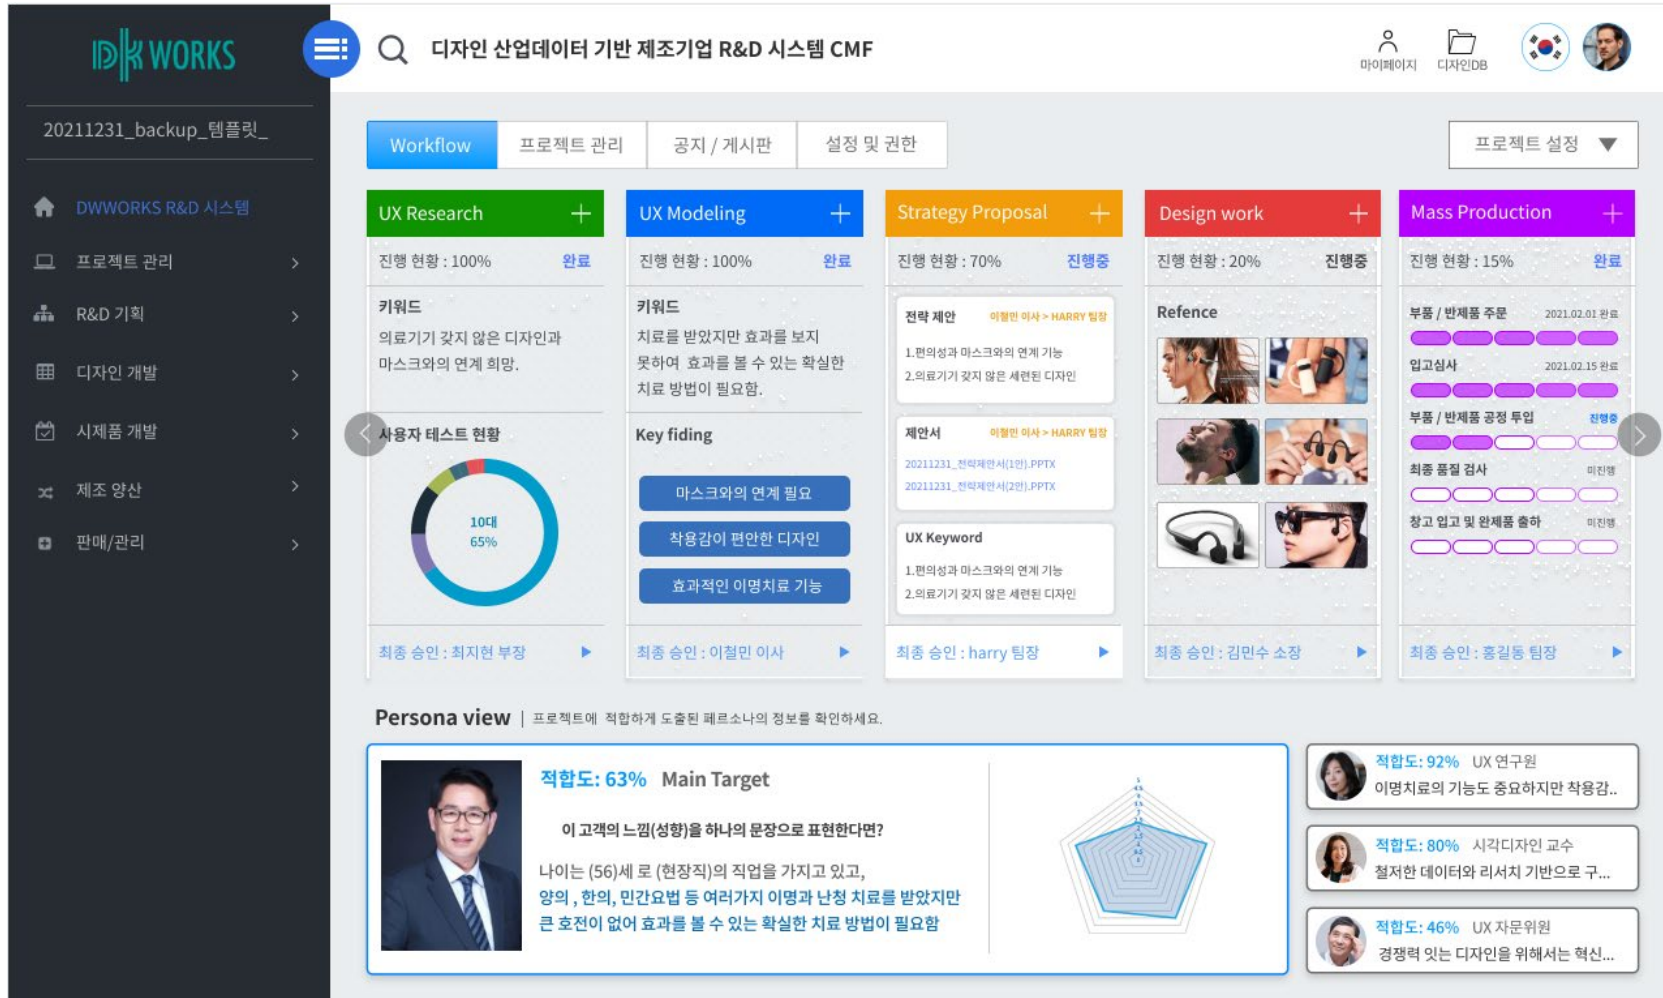 DK WORKS
디자인 산업데이터 기반 제조기업 R&D 시스템 CMF
마이페이지
디자인DB
20211231_backup_템플릿_
DWWORKS R&D 시스템
프로젝트 관리
R&D 기획
디자인 개발
시제품 개발
제조 양산
판매/관리
Workflow
프로젝트 관리
공지 / 게시판
설정 및 권한
프로젝트 설정
UX Research
진행 현황 : 100% 완료
키워드
의료기기 갖지 않은 디자인과
마스크와의 연계 희망.
사용자 테스트 현황
10대
65%
최종 승인 : 최지현 부장
UX Modeling
진행 현황 : 100% 완료
키워드
치료를 받았지만 효과를 보지
못하여 효과를 볼 수 있는 확실한
치료 방법이 필요함.
Key fiding
마스크와의 연계 필요
착용감이 편안한 디자인
효과적인 이명치료 기능
최종 승인 : 이철민 이사
Strategy Proposal
진행 현황 : 70% 진행중
전략 제안 이철민 이사 > HARRY 팀장
1.편의성과 마스크와의 연계 기능
2.의료기기 갖지 않은 세련된 디자인
제안서 이철민 이사 > HARRY 팀장
20211231_전략제안서(1안).PPTX
20211231_전략제안서(2안).PPTX
UX Keyword
1.편의성과 마스크와의 연계 기능
2.의료기기 갖지 않은 세련된 디자인
최종 승인 : harry 팀장
Design work
진행 현황 : 20% 진행중
Refence
최종 승인 : 김민수 소장
Mass Production
진행 현황 : 15% 완료
부품 / 반제품 주문 2021.02.01 완료
입고심사 2021.02.15 완료
부품 / 반제품 공정 투입 진행중
최종 품질 검사 미진행
창고 입고 및 완제품 출하 미진행
최종 승인 : 홍길동 팀장
Persona view | 프로젝트에 적합하게 도출된 페르소나의 정보를 확인하세요.
적합도: 63% Main Target
이 고객의 느낌(성향)을 하나의 문장으로 표현한다면?
나이는 (56)세 로 (현장직)의 직업을 가지고 있고,
양의 , 한의, 민간요법 등 여러가지 이명과 난청 치료를 받았지만
큰 호전이 없어 효과를 볼 수 있는 확실한 치료 방법이 필요함
적합도: 92% UX 연구원
이명치료의 기능도 중요하지만 착용감..
적합도: 80% 시각디자인 교수
철저한 데이터와 리서치 기반으로 구...
적합도: 46% UX 자문위원
경쟁력 잇는 디자인을 위해서는 혁신...